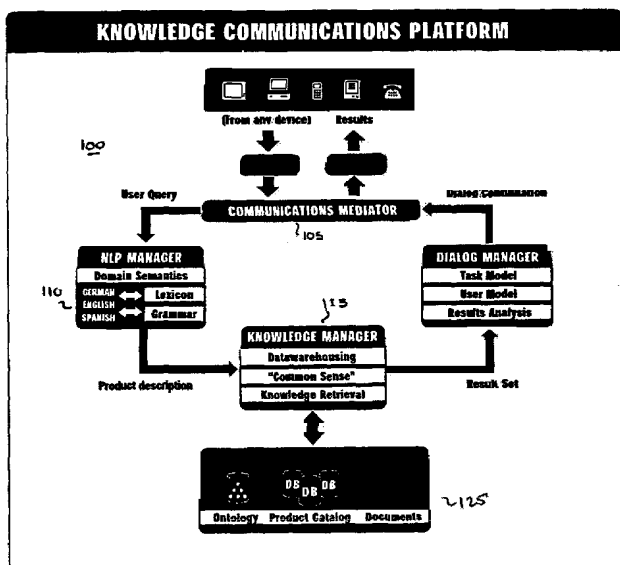 KNOWLEDGE COMMUNICATIONS PLATFORM
(From any device)
Results
100
User Query
Dialog Continuation
COMMUNICATIONS MEDIATOR
105
NLP MANAGER
Domain Semantics
GERMAN
ENGLISH
SPANISH
Lexicon
Grammar
110
DIALOG MANAGER
Task Model
User Model
Results Analysis
KNOWLEDGE MANAGER
Datawarehousing
"Common Sense"
Knowledge Retrieval
Product description
Result Set
DB DB DB
Ontology Product Catalog Documents
125